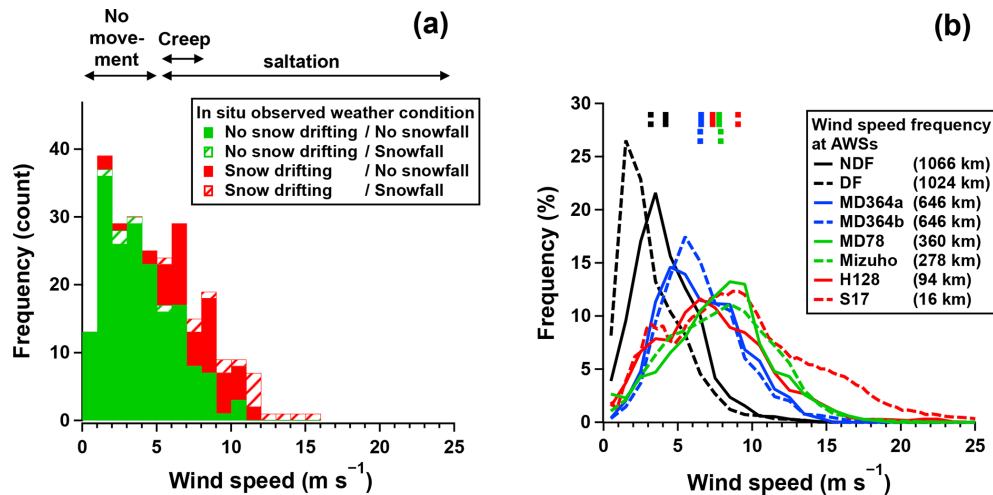 (a)
No
move-
ment
Creep
saltation
In situ observed weather condition
No snow drifting / No snowfall
No snow drifting / Snowfall
Snow drifting / No snowfall
Snow drifting / Snowfall
Frequency (count)
40
30
20
10
0
0 5 10 15 20 25
Wind speed (m s⁻¹)
(b)
Wind speed frequency
at AWSs
NDF (1066 km)
DF (1024 km)
MD364a (646 km)
MD364b (646 km)
MD78 (360 km)
Mizuho (278 km)
H128 (94 km)
S17 (16 km)
Frequency (%)
30
25
20
15
10
5
0
0 5 10 15 20 25
Wind speed (m s⁻¹)